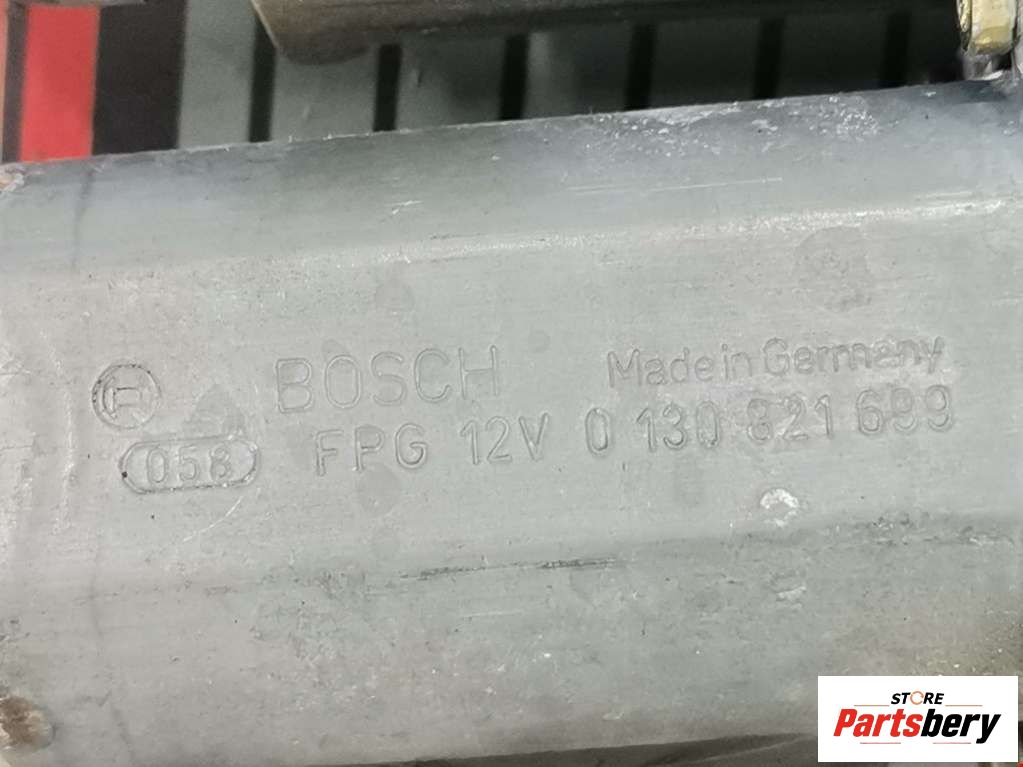 BOSCH Made in Germany
058 FPG 12V 0 130 821 699
STORE
Partsbery